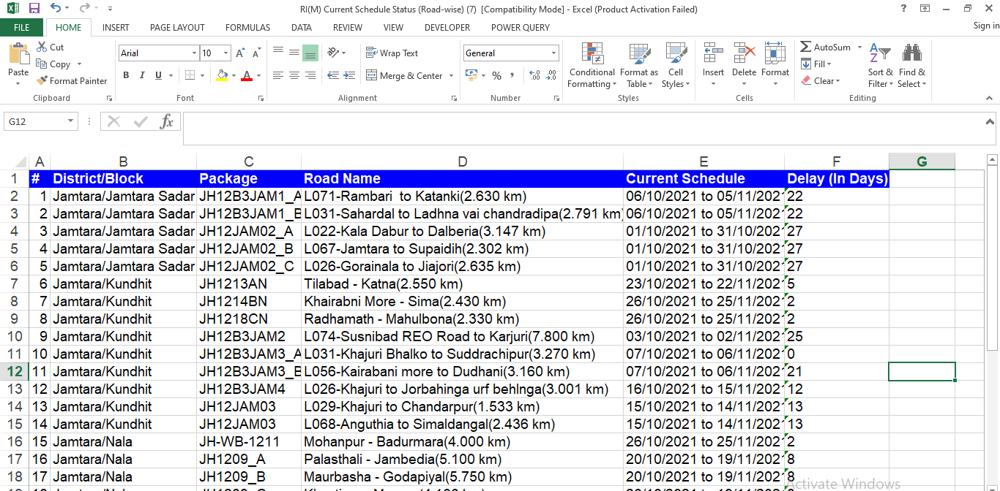 RI(M) Current Schedule Status (Road-wise) (7) [Compatibility Mode] - Excel (Product Activation Failed)
FILE HOME INSERT PAGE LAYOUT FORMULAS DATA REVIEW VIEW DEVELOPER POWER QUERY Sign in
Paste Cut Copy Format Painter
Arial 10 Wrap Text Merge & Center General
B I U A % Conditional Formatting Format as Table Cell Styles
Insert Delete Format AutoSum Fill Clear Sort & Filter Find & Select
Clipboard Font Alignment Number Styles Cells Editing
G12 fx
A B C D E F G
1 # District/Block Package Road Name Current Schedule Delay (In Days)
2 1 Jamtara/Jamtara Sadar JH12B3JAM1_A L071-Rambari to Katanki(2.630 km) 06/10/2021 to 05/11/2021 22
3 2 Jamtara/Jamtara Sadar JH12B3JAM1_B L031-Sahardal to Ladhna vai chandradipa(2.791 km) 06/10/2021 to 05/11/2021 22
4 3 Jamtara/Jamtara Sadar JH12JAM02_A L022-Kala Dabur to Dalberia(3.147 km) 01/10/2021 to 31/10/2021 27
5 4 Jamtara/Jamtara Sadar JH12JAM02_B L067-Jamtara to Supaidih(2.302 km) 01/10/2021 to 31/10/2021 27
6 5 Jamtara/Jamtara Sadar JH12JAM02_C L026-Gorainala to Jiajori(2.635 km) 01/10/2021 to 31/10/2021 27
7 6 Jamtara/Kundhit JH1213AN Tilabad - Katna(2.550 km) 23/10/2021 to 22/11/2021 5
8 7 Jamtara/Kundhit JH1214BN Khairabni More - Sima(2.430 km) 26/10/2021 to 25/11/2021 2
9 8 Jamtara/Kundhit JH1218CN Radhamath - Mahulbona(2.330 km) 26/10/2021 to 25/11/2021 2
10 9 Jamtara/Kundhit JH12B3JAM2 L074-Susnibad REO Road to Karjuri(7.800 km) 03/10/2021 to 02/11/2021 25
11 10 Jamtara/Kundhit JH12B3JAM3_A L031-Khajuri Bhalko to Suddrachipur(3.270 km) 07/10/2021 to 06/11/2021 0
12 11 Jamtara/Kundhit JH12B3JAM3_B L056-Kairabani more to Dudhani(3.160 km) 07/10/2021 to 06/11/2021 21
13 12 Jamtara/Kundhit JH12B3JAM4 L026-Khajuri to Jorbahinga urf behlnga(3.001 km) 16/10/2021 to 15/11/2021 12
14 13 Jamtara/Kundhit JH12JAM03 L029-Khajuri to Chandarpur(1.533 km) 15/10/2021 to 14/11/2021 13
15 14 Jamtara/Kundhit JH12JAM03 L068-Anguthia to Simaldangal(2.436 km) 15/10/2021 to 14/11/2021 13
16 15 Jamtara/Nala JH-WB-1211 Mohanpur - Badurmara(4.000 km) 26/10/2021 to 25/11/2021 2
17 16 Jamtara/Nala JH1209_A Palasthali - Jambedia(5.100 km) 20/10/2021 to 19/11/2021 8
18 17 Jamtara/Nala JH1209_B Maurbasha - Godapiyal(5.750 km) 20/10/2021 to 19/11/2021 8
Activate Windows